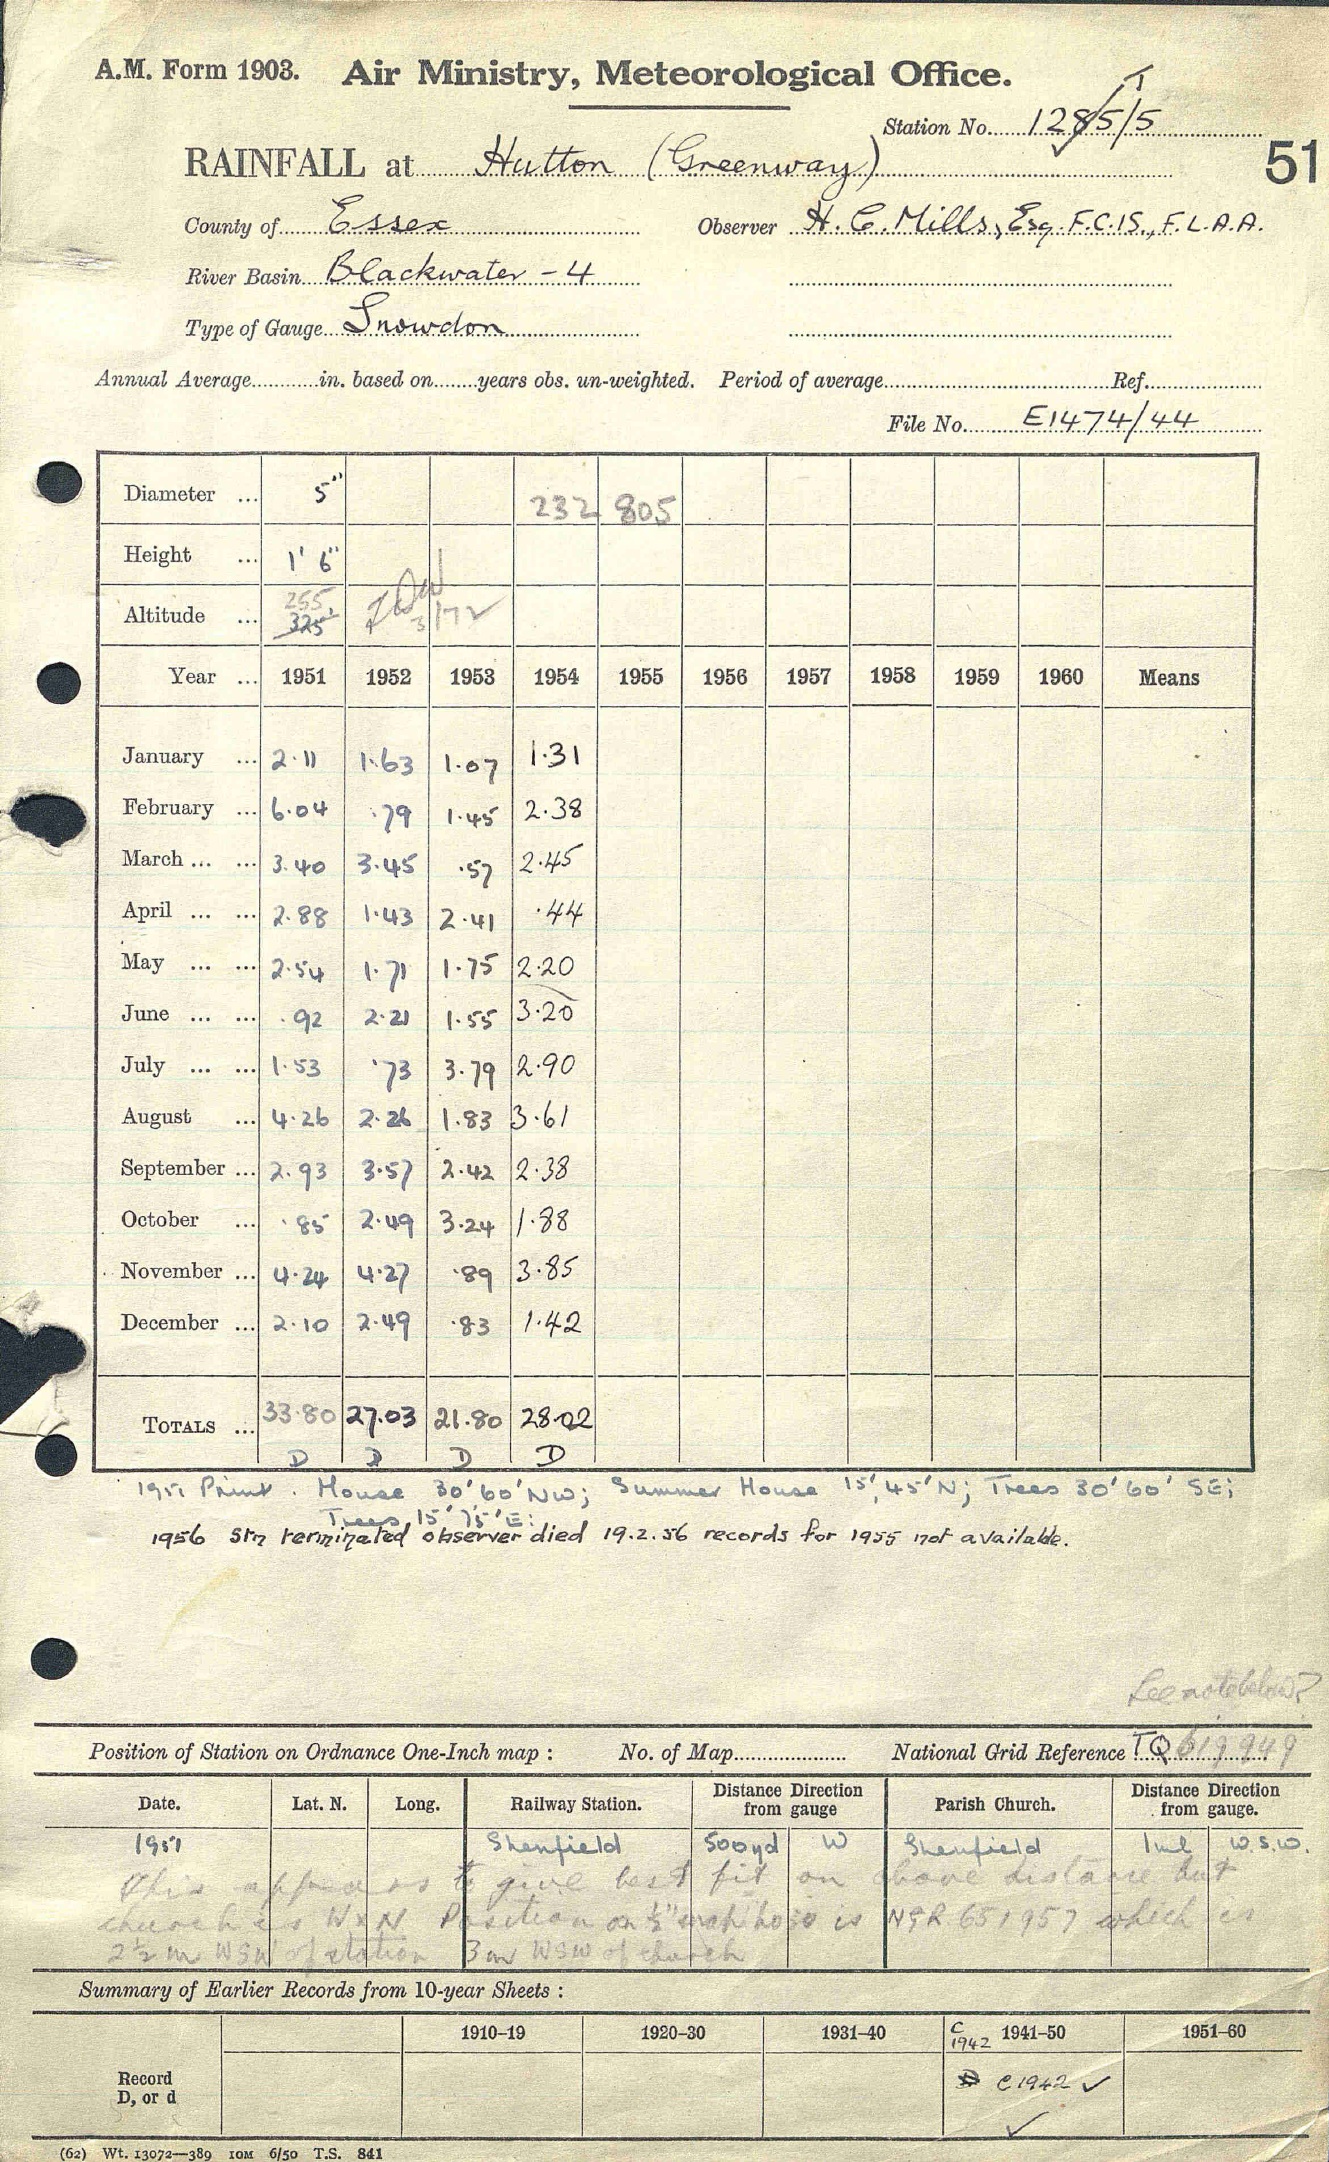 A.M. Form 1903. Air Ministry, Meteorological Office.
Station No. 1285/5 T
51
RAINFALL at Hutton (Greenway)
County of Essex Observer H. C. Mills, Esq. F.C.I.S., F.L.A.A.
River Basin Blackwater - 4
Type of Gauge Snowdon
Annual Average............in. based on........years obs. un-weighted. Period of average............Ref............
File No. E1474/44
Diameter ... 5" 232 805
Height ... 1' 6"
255
Altitude ... 325' 3/72
Year ... 1951 1952 1953 1954 1955 1956 1957 1958 1959 1960 Means
January ... 2.11 1.63 1.07 1.31
February ... 6.04 .79 1.45 2.38
March ... ... 3.40 3.45 .57 2.45
April ... ... 2.88 1.43 2.41 .44
May ... ... 2.54 1.71 1.75 2.20
June ... ... .92 2.21 1.55 3.20
July ... ... 1.53 .73 3.79 2.90
August ... 4.26 2.26 1.83 3.61
September ... 2.93 3.57 2.42 2.38
October ... .85 2.49 3.24 1.88
November ... 4.24 4.27 .89 3.85
December ... 2.10 2.49 .83 1.42
TOTALS ... 33.80 27.03 21.80 28.02
D D D D
1951 Print. House 30' 60' NW; Summer House 15', 45' N; Trees 30' 60' SE;
Trees 15' 75' E:
1956 Stn terminated observer died 19.2.56 records for 1955 not available.
See note below?
Position of Station on Ordnance One-Inch map : No. of Map............ National Grid Reference TQ 619 949
Date. Lat. N. Long. Railway Station. Distance Direction from gauge Parish Church. Distance Direction from gauge.
1951 Shenfield 500yd W Shenfield 1ml W.S.W.
This appears to give best fit on above distance but
church is W x N. Position on ½" map is NGR 651957 which is
2½ m WSW of station 3m WSW of church
Summary of Earlier Records from 10-year Sheets :
1910–19 1920–30 1931–40 C 1942 1941–50 1951–60
Record D, or d D C1942 ✓
✓
(62) Wt. 13072—389 10M 6/50 T.S. 841